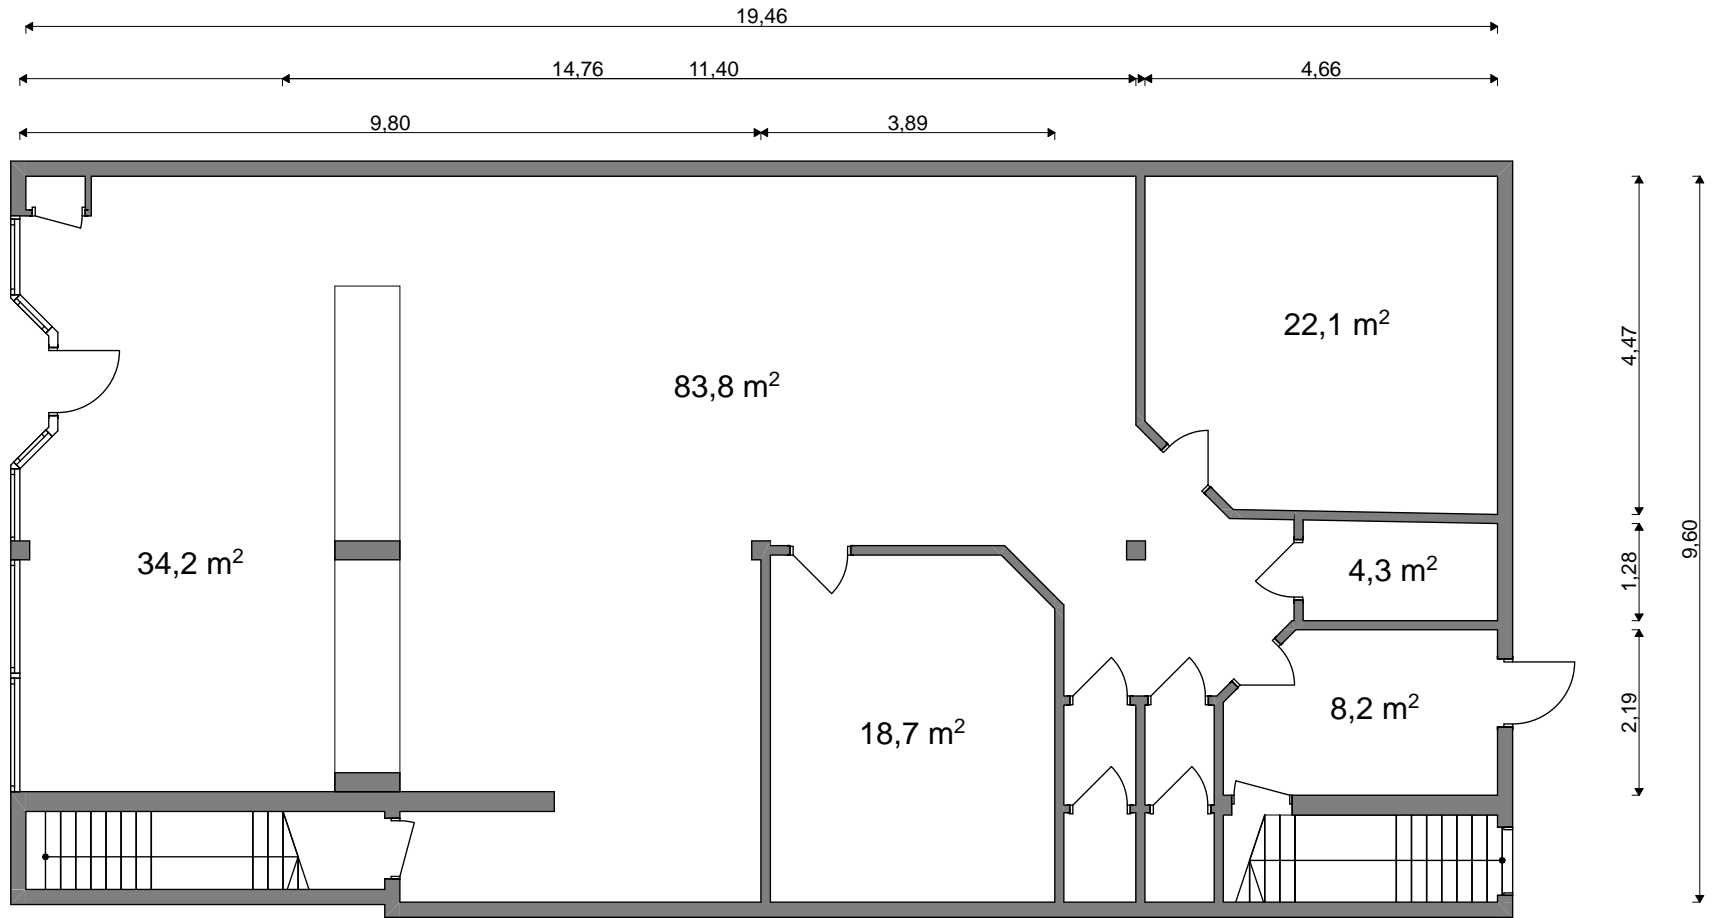 19,46
14,76 11,40 4,66
9,80 3,89
22,1 m²
4,47
83,8 m²
9,60
34,2 m²
4,3 m²
1,28
8,2 m²
2,19
18,7 m²